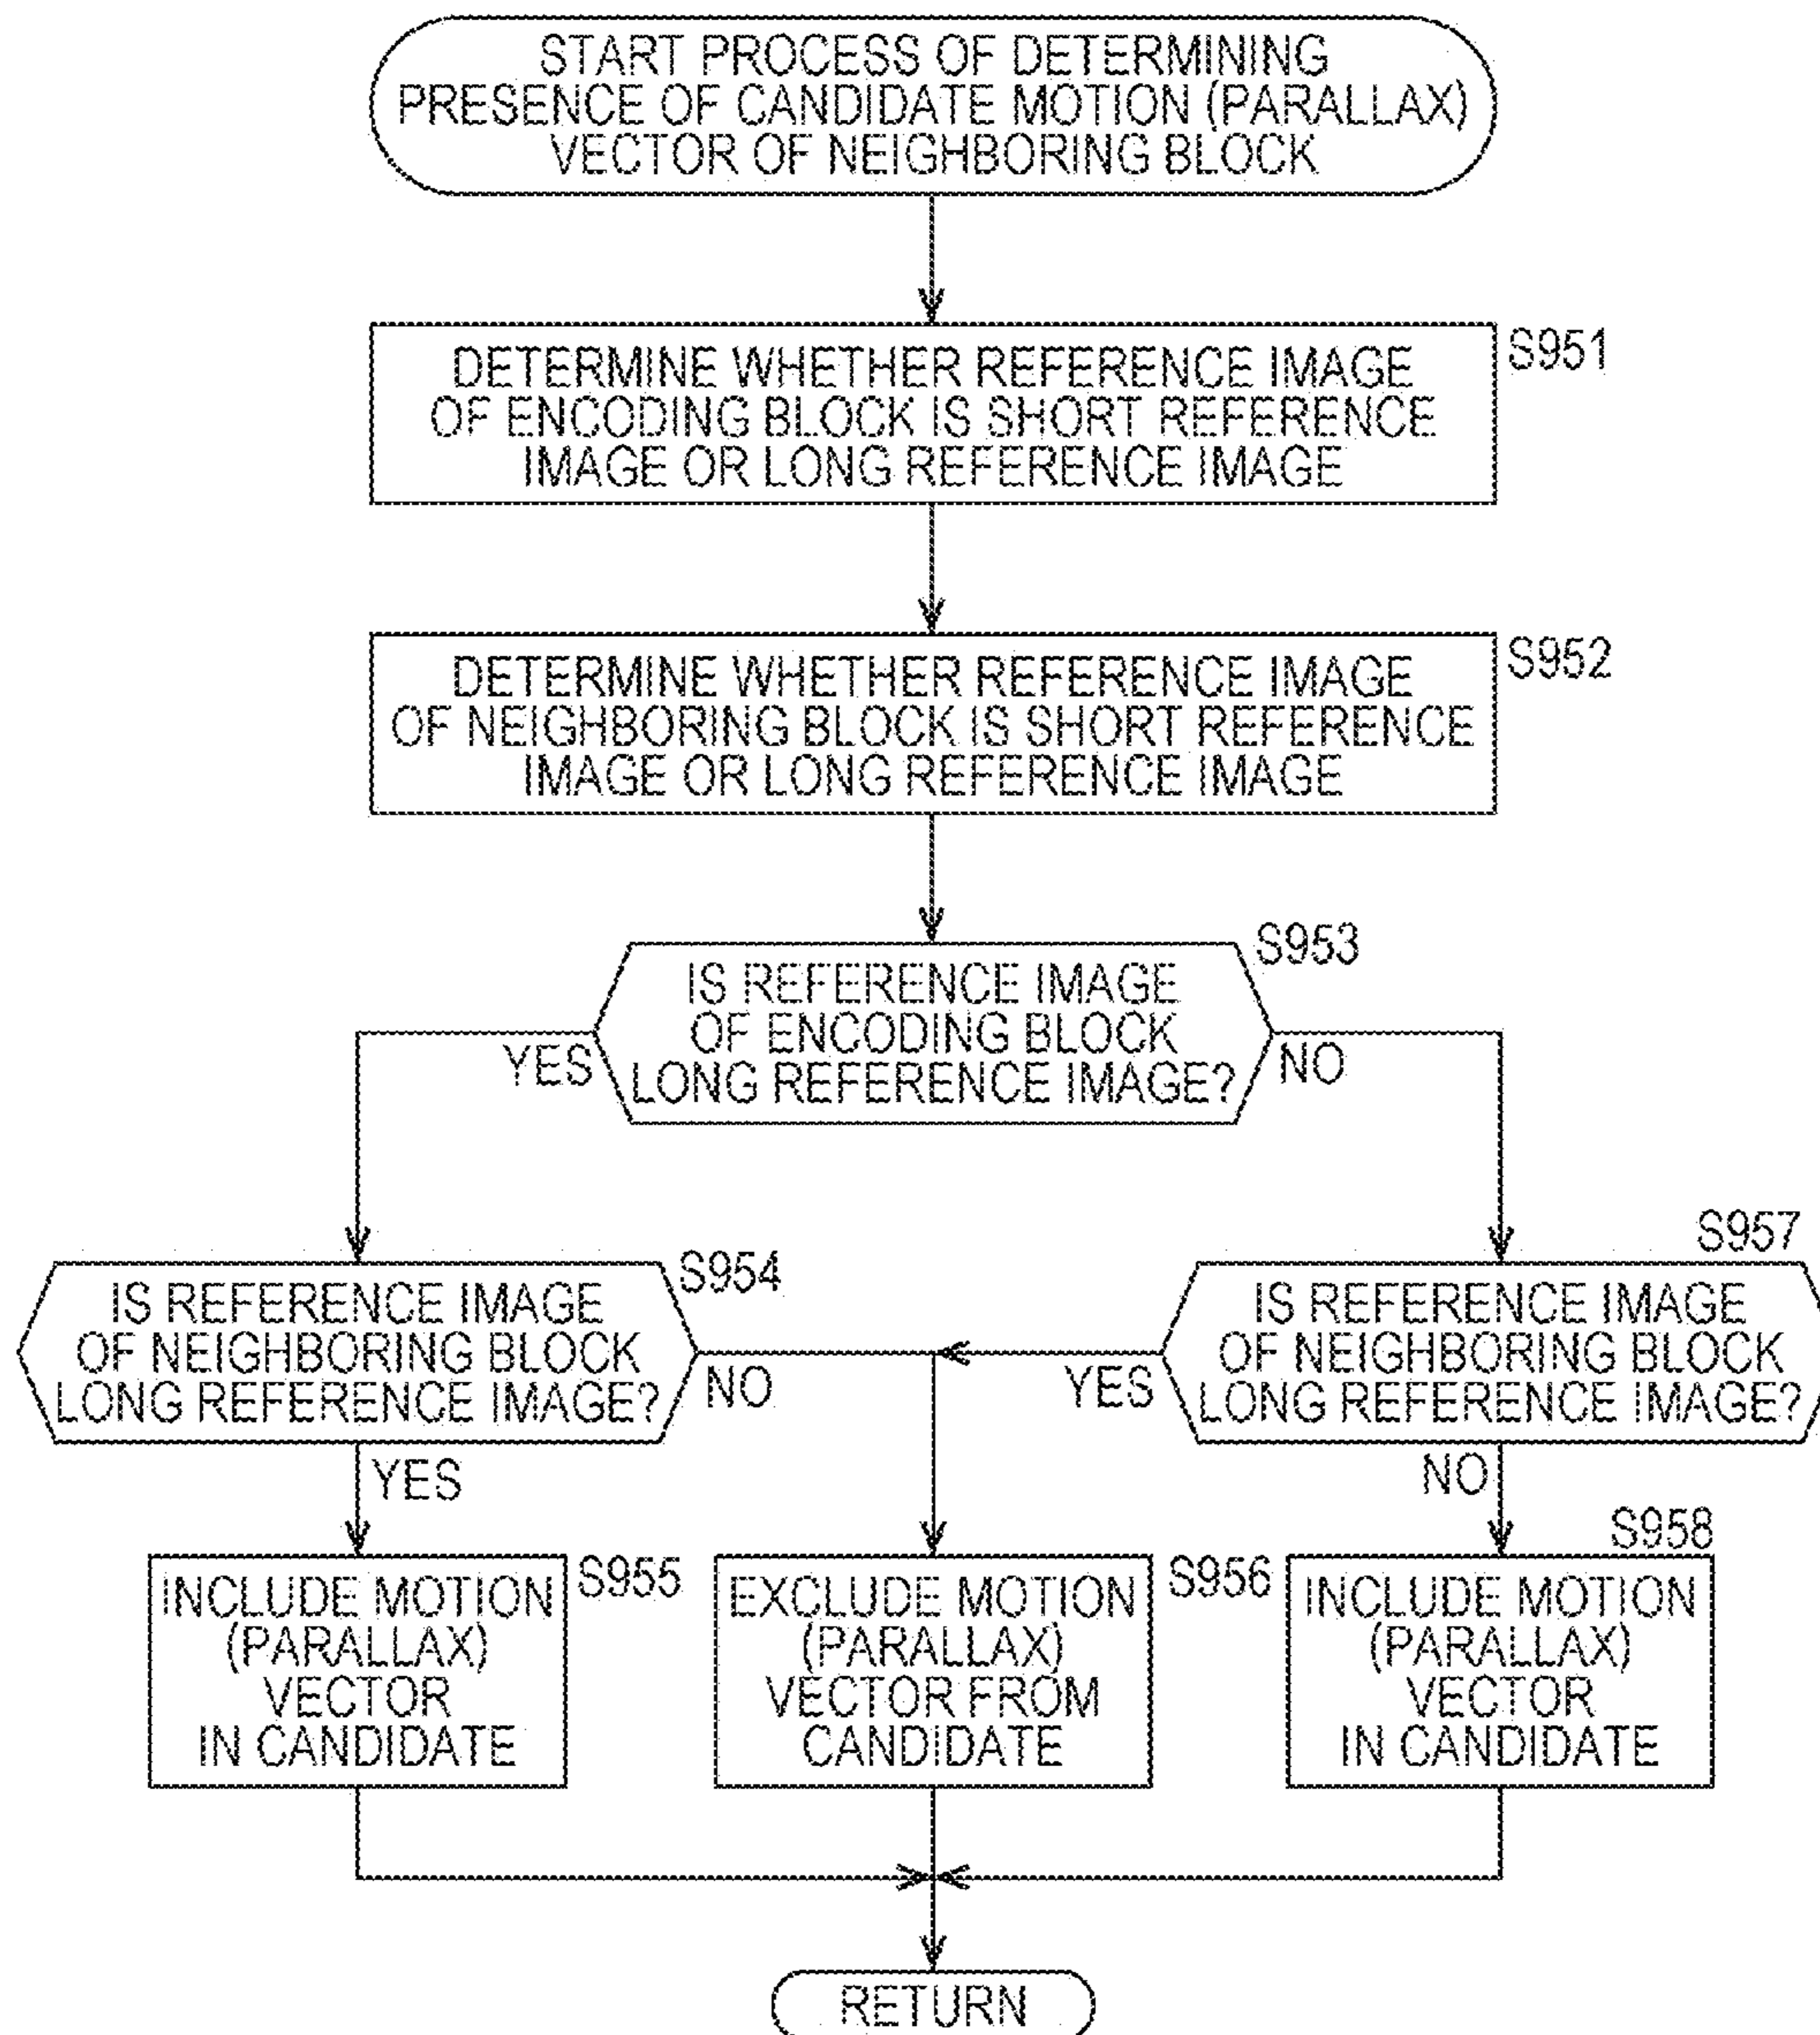 START PROCESS OF DETERMINING
PRESENCE OF CANDIDATE MOTION (PARALLAX)
VECTOR OF NEIGHBORING BLOCK
DETERMINE WHETHER REFERENCE IMAGE
OF ENCODING BLOCK IS SHORT REFERENCE
IMAGE OR LONG REFERENCE IMAGE
S951
DETERMINE WHETHER REFERENCE IMAGE
OF NEIGHBORING BLOCK IS SHORT REFERENCE
IMAGE OR LONG REFERENCE IMAGE
S952
IS REFERENCE IMAGE
OF ENCODING BLOCK
LONG REFERENCE IMAGE?
S953
YES
NO
IS REFERENCE IMAGE
OF NEIGHBORING BLOCK
LONG REFERENCE IMAGE?
S954
NO
YES
IS REFERENCE IMAGE
OF NEIGHBORING BLOCK
LONG REFERENCE IMAGE?
S957
YES
NO
INCLUDE MOTION
(PARALLAX)
VECTOR
IN CANDIDATE
S955
EXCLUDE MOTION
(PARALLAX)
VECTOR FROM
CANDIDATE
S956
INCLUDE MOTION
(PARALLAX)
VECTOR
IN CANDIDATE
S958
RETURN